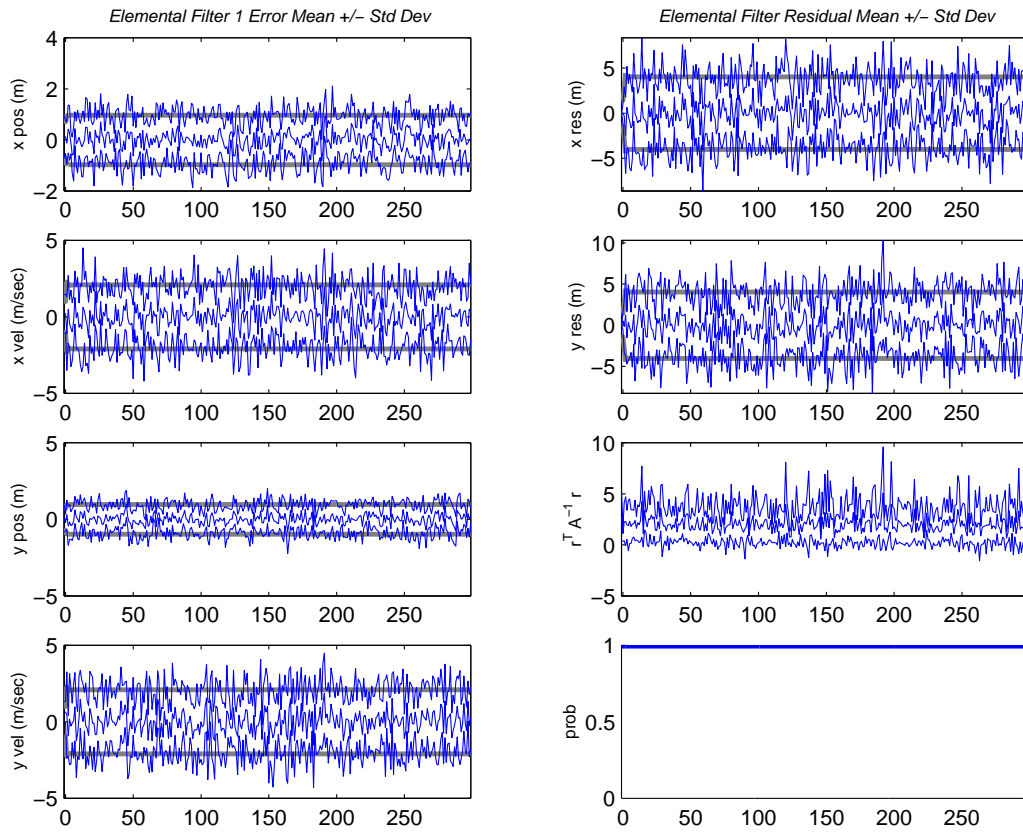 Elemental Filter 1 Error Mean +/− Std Dev
4
2
0
−2
x pos (m)
0 50 100 150 200 250
5
0
−5
x vel (m/sec)
0 50 100 150 200 250
5
0
−5
y pos (m)
0 50 100 150 200 250
5
0
−5
y vel (m/sec)
0 50 100 150 200 250
Elemental Filter Residual Mean +/− Std Dev
5
0
−5
x res (m)
0 50 100 150 200 250
10
5
0
−5
y res (m)
0 50 100 150 200 250
10
5
0
−5
r^T A^−1 r
0 50 100 150 200 250
1
0.5
0
prob
0 50 100 150 200 250